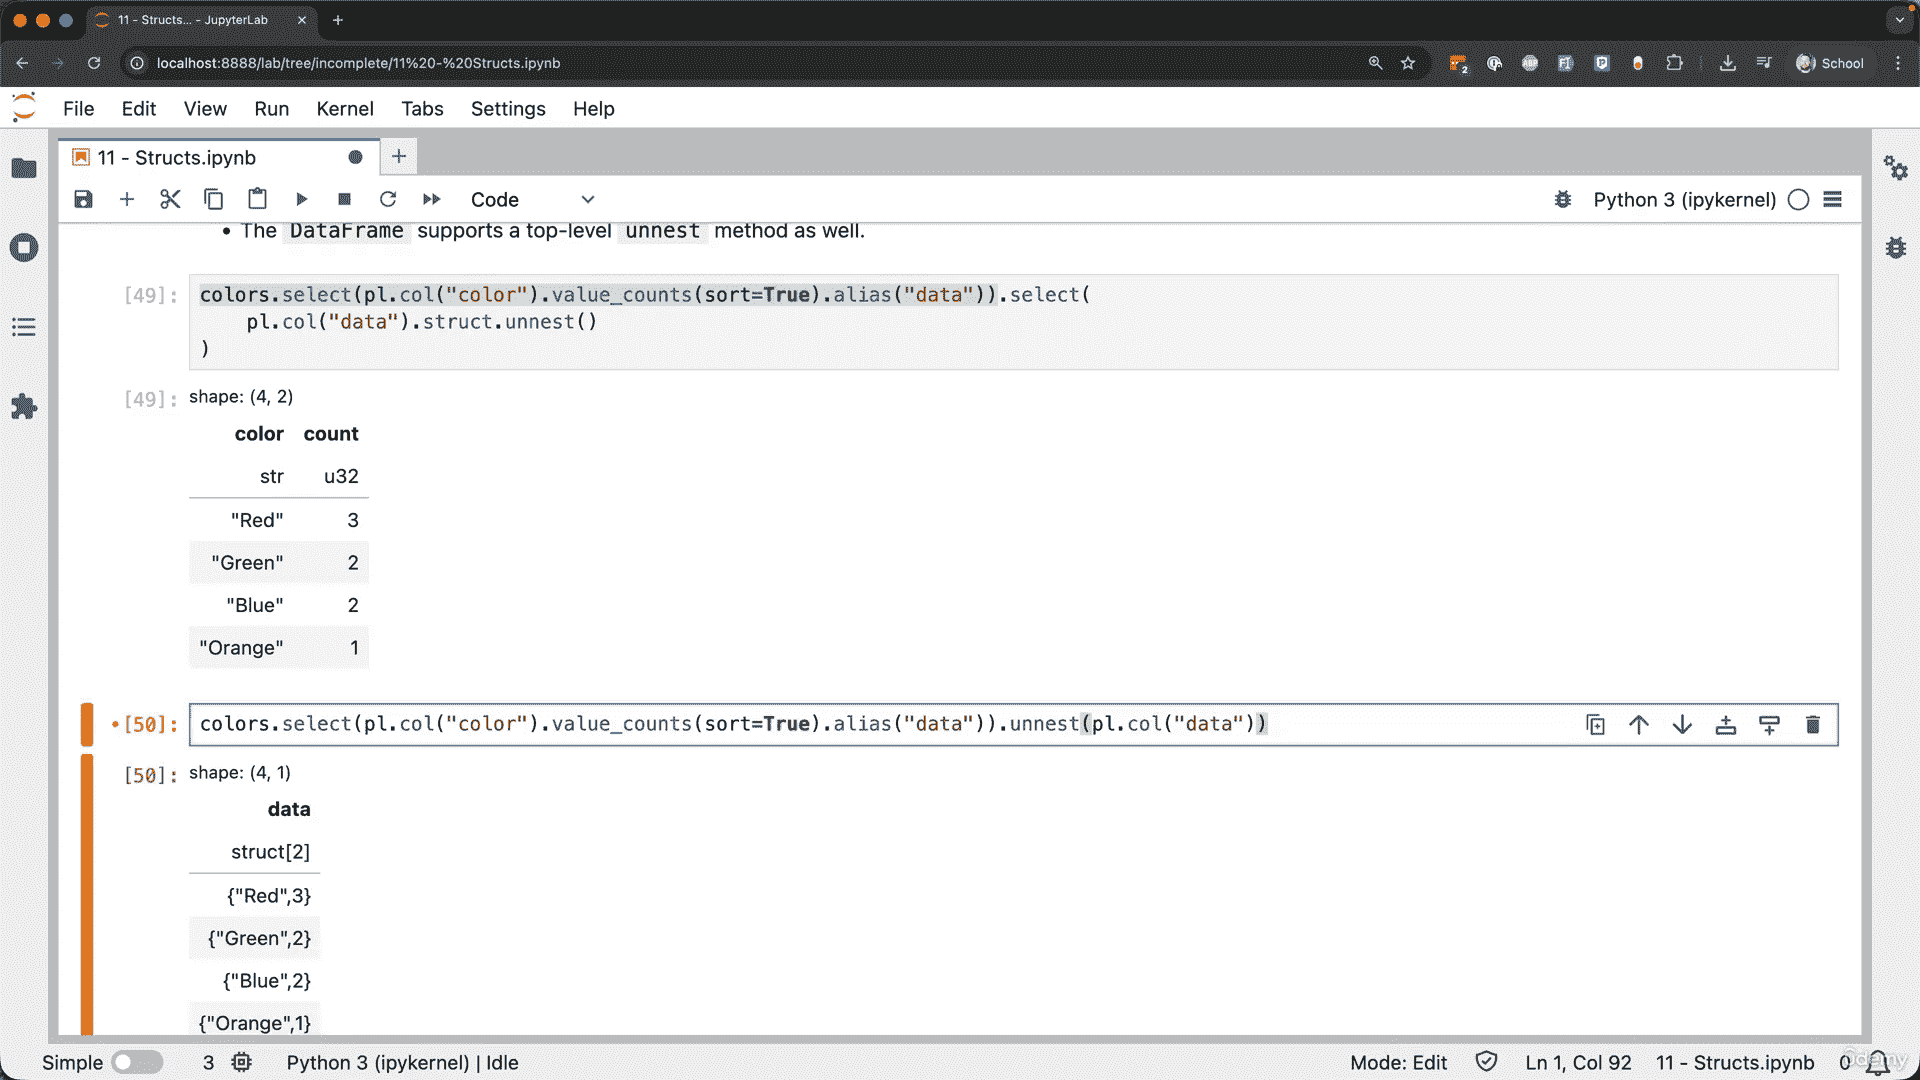 11 - Structs... - JupyterLab
localhost:8888/lab/tree/incomplete/11%20-%20Structs.ipynb
2
ABP
School
File Edit View Run Kernel Tabs Settings Help
11 - Structs.ipynb
Code
Python 3 (ipykernel)
• The DataFrame supports a top-level unnest method as well.
[49]: colors.select(pl.col("color").value_counts(sort=True).alias("data")).select(
pl.col("data").struct.unnest()
)
[49]: shape: (4, 2)
color count
str u32
"Red" 3
"Green" 2
"Blue" 2
"Orange" 1
•[50]: colors.select(pl.col("color").value_counts(sort=True).alias("data")).unnest(pl.col("data"))
[50]: shape: (4, 1)
data
struct[2]
{"Red",3}
{"Green",2}
{"Blue",2}
{"Orange",1}
Simple 3 Python 3 (ipykernel) | Idle Mode: Edit Ln 1, Col 92 11 - Structs.ipynb 0
Udemy